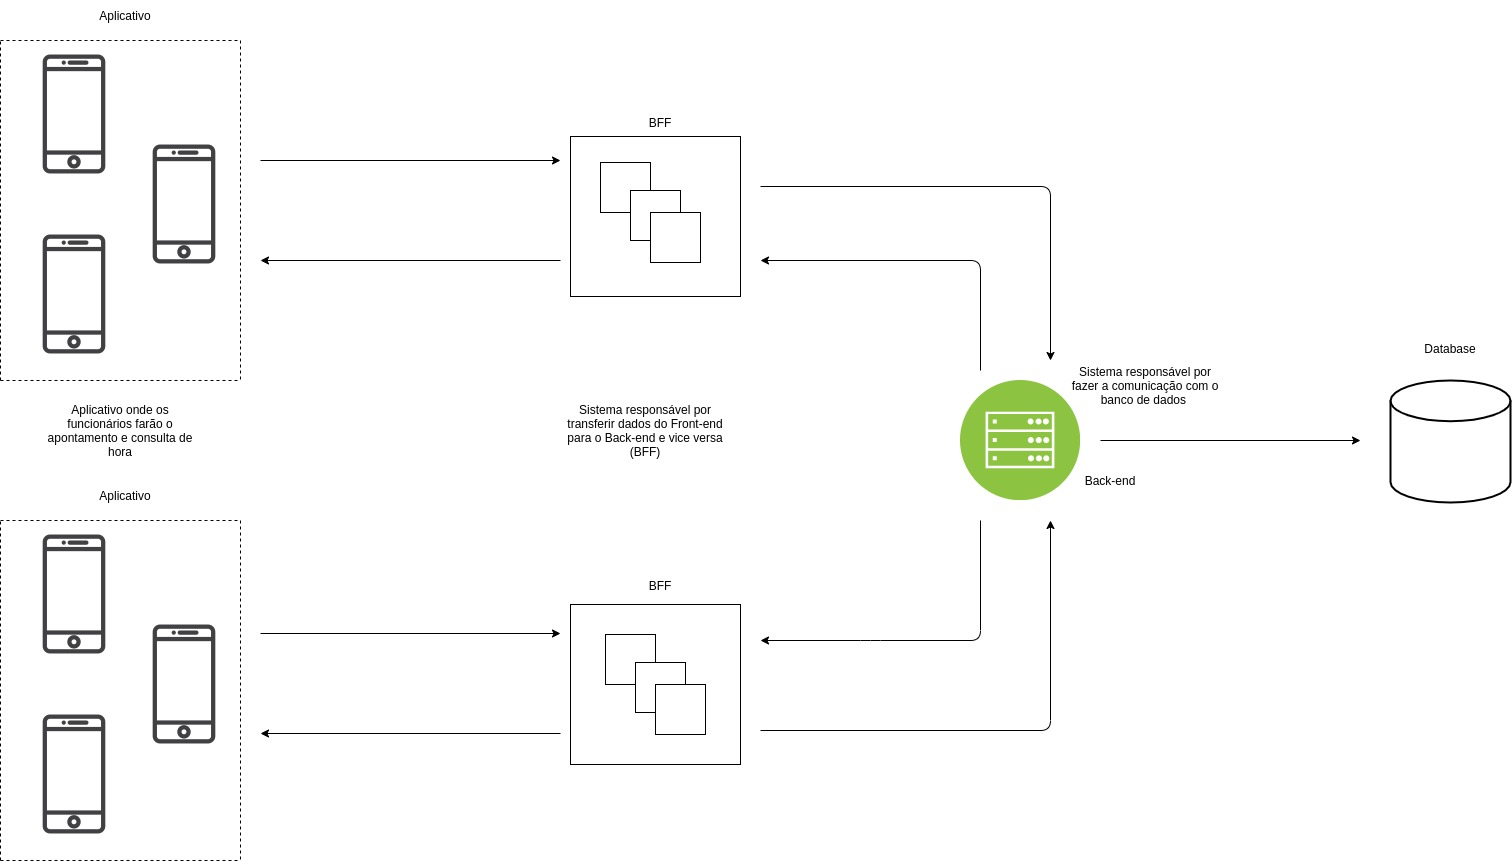 Aplicativo
BFF
Sistema responsável por
fazer a comunicação com o
banco de dados
Database
Aplicativo onde os
funcionários farão o
apontamento e consulta de
hora
Sistema responsável por
transferir dados do Front-end
para o Back-end e vice versa
(BFF)
Back-end
Aplicativo
BFF